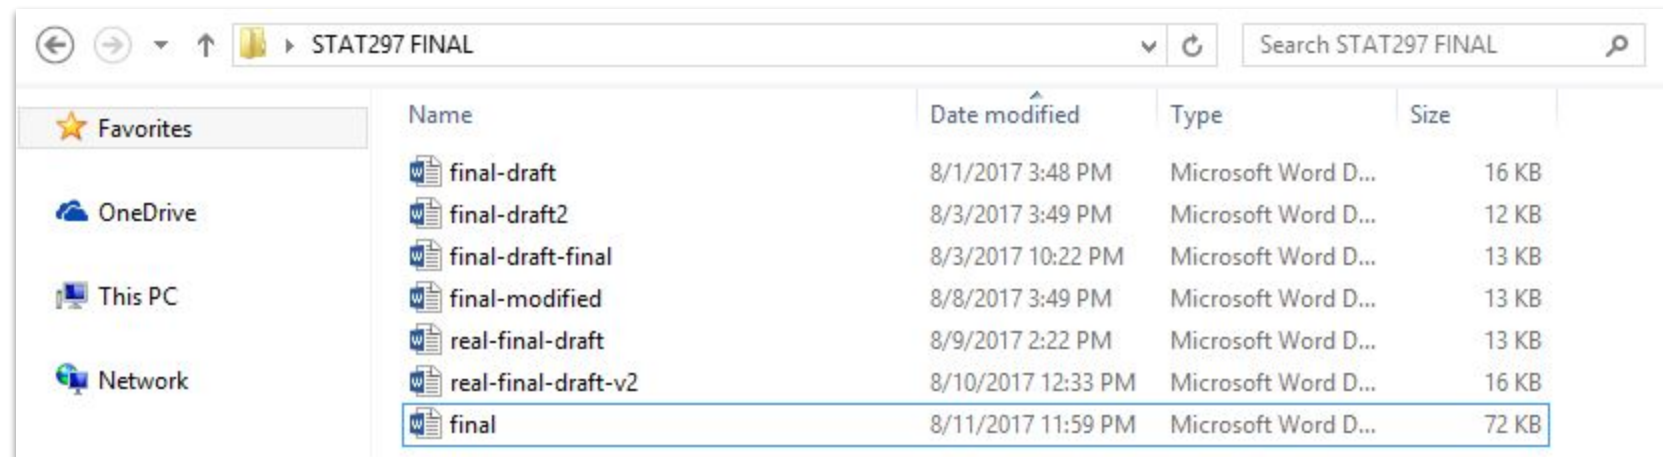 STAT297 FINAL
Search STAT297 FINAL
Favorites
OneDrive
This PC
Network
Name Date modified Type Size
final-draft 8/1/2017 3:48 PM Microsoft Word D... 16 KB
final-draft2 8/3/2017 3:49 PM Microsoft Word D... 12 KB
final-draft-final 8/3/2017 10:22 PM Microsoft Word D... 13 KB
final-modified 8/8/2017 3:49 PM Microsoft Word D... 13 KB
real-final-draft 8/9/2017 2:22 PM Microsoft Word D... 13 KB
real-final-draft-v2 8/10/2017 12:33 PM Microsoft Word D... 16 KB
final 8/11/2017 11:59 PM Microsoft Word D... 72 KB